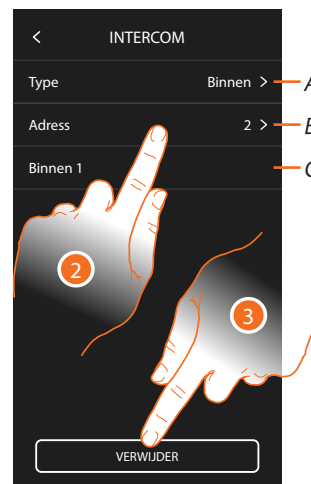 < INTERCOM
Type Binnen > A
Adress 2 > B
Binnen 1 C
2
3
VERWIJDER